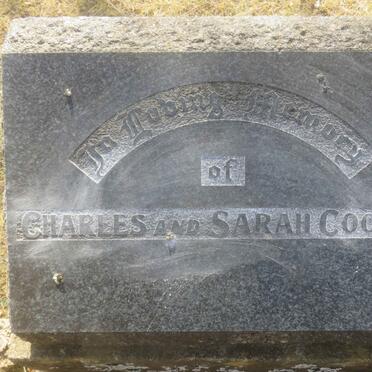 In Loving Memory
of
CHARLES AND SARAH COO